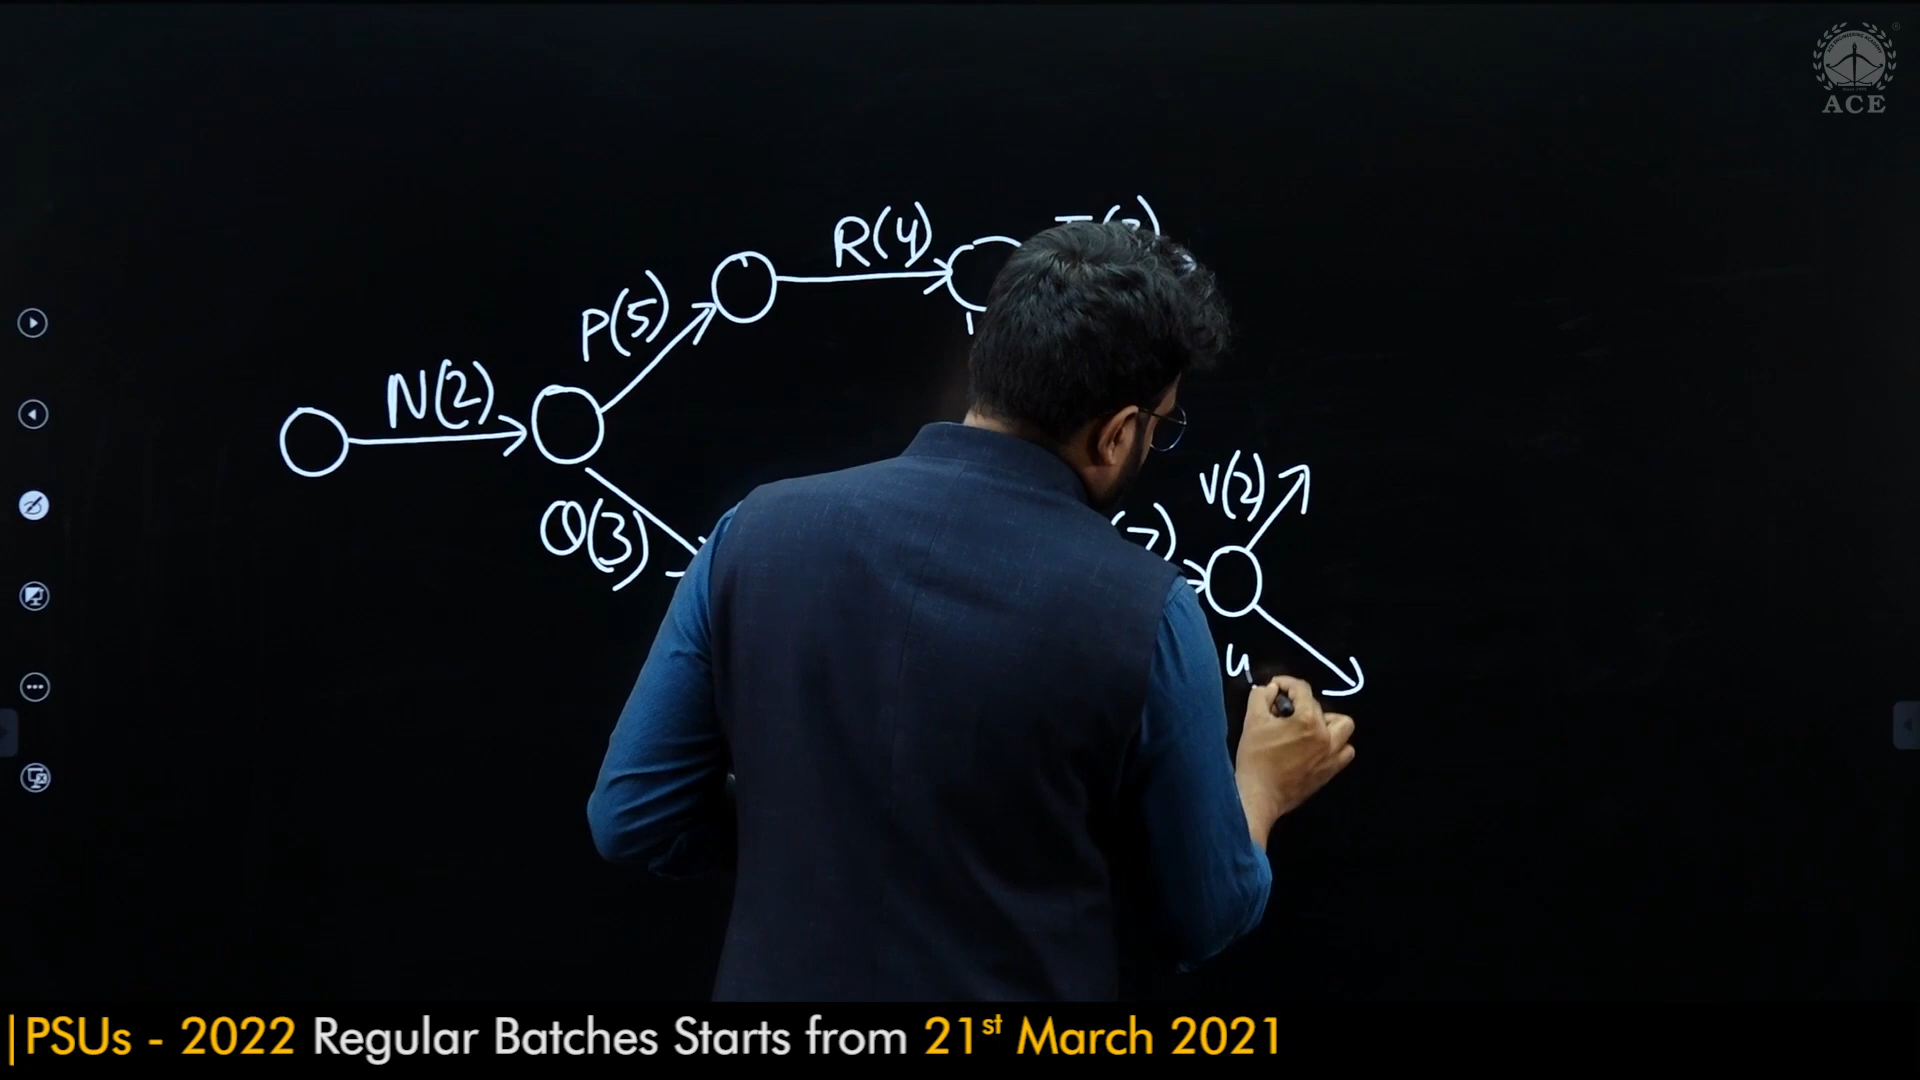 ACE
R(4)
P(5)
N(2)
V(2)
Q(3)
u
|PSUs - 2022 Regular Batches Starts from 21st March 2021